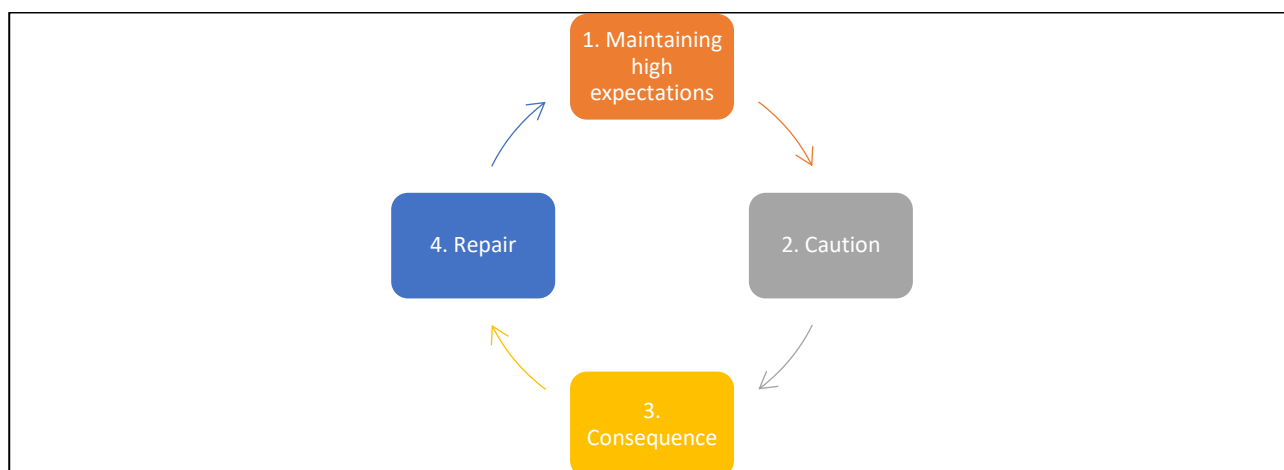 1. Maintaining
high
expectations
2. Caution
3.
Consequence
4. Repair